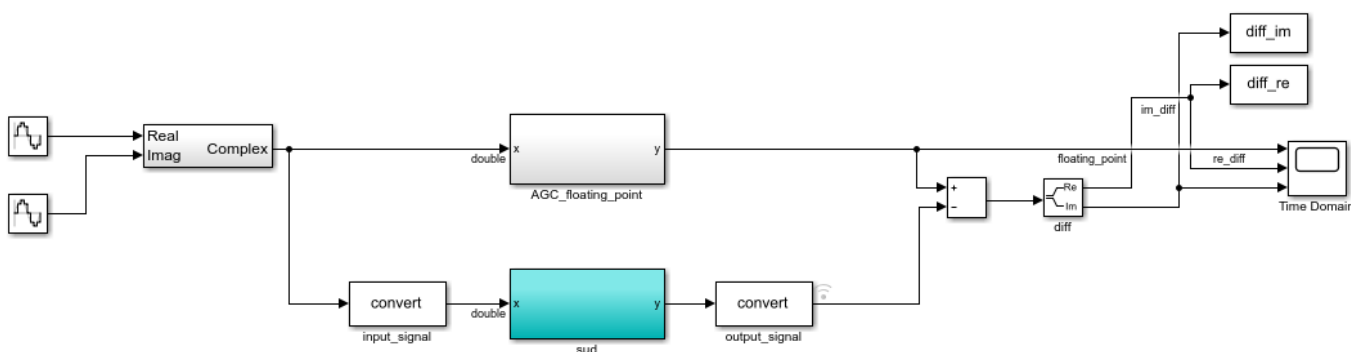 diff_im
diff_re
im_diff
Real
Imag
Complex
double
x
y
AGC_floating_point
floating_point
re_diff
Time Domain
+
−
Re
Im
diff
convert
input_signal
double
x
y
sud
convert
output_signal